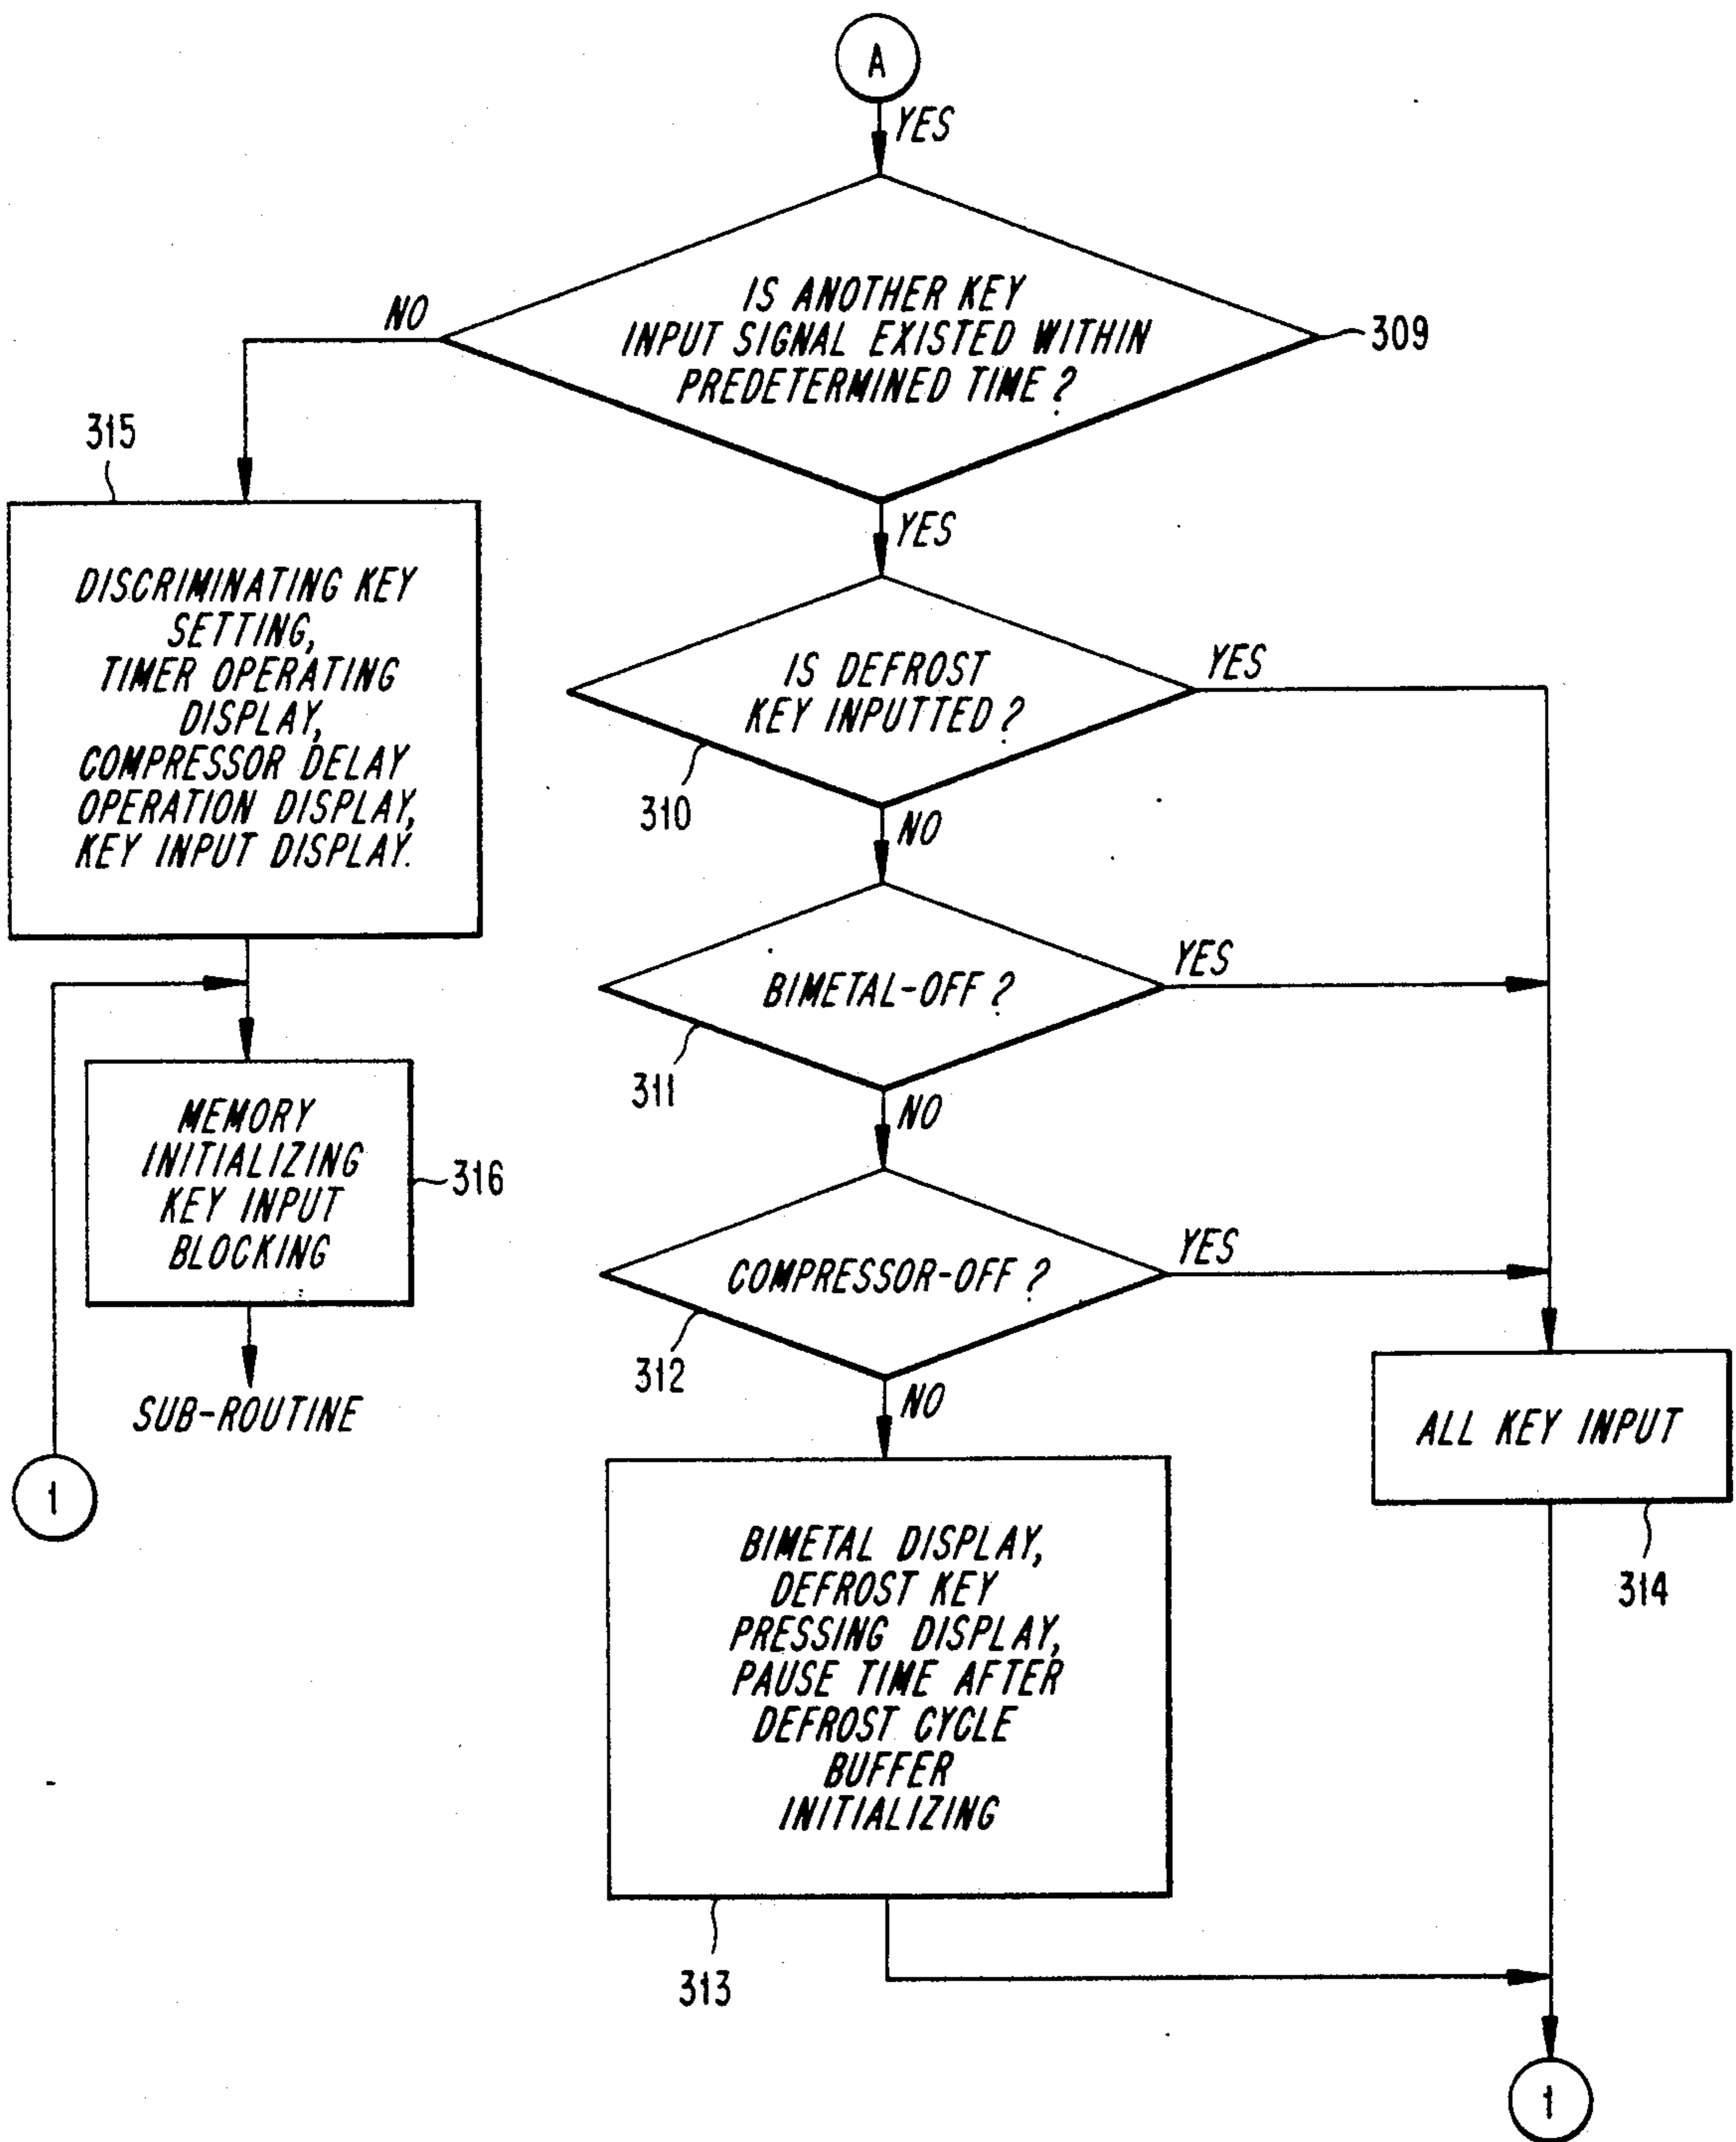 A
YES
IS ANOTHER KEY
INPUT SIGNAL EXISTED WITHIN
PREDETERMINED TIME ?
309
NO
YES
315
DISCRIMINATING KEY
SETTING,
TIMER OPERATING
DISPLAY,
COMPRESSOR DELAY
OPERATION DISPLAY,
KEY INPUT DISPLAY.
IS DEFROST
KEY INPUTTED ?
YES
310
NO
BIMETAL-OFF ?
YES
311
NO
MEMORY
INITIALIZING
KEY INPUT
BLOCKING
316
SUB-ROUTINE
1
COMPRESSOR-OFF ?
YES
312
NO
ALL KEY INPUT
314
BIMETAL DISPLAY,
DEFROST KEY
PRESSING DISPLAY,
PAUSE TIME AFTER
DEFROST CYCLE
BUFFER
INITIALIZING
313
1